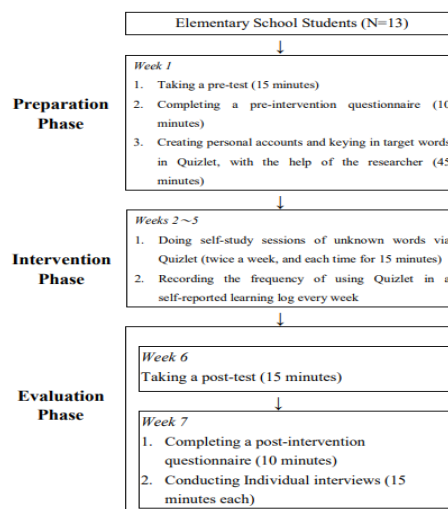 Elementary School Students (N=13)
↓
Preparation
Phase
Week 1
1. Taking a pre-test (15 minutes)
2. Completing a pre-intervention questionnaire (10
minutes)
3. Creating personal accounts and keying in target words
in Quizlet, with the help of the researcher (45
minutes)
↓
Intervention
Phase
Weeks 2~5
1. Doing self-study sessions of unknown words via
Quizlet (twice a week, and each time for 15 minutes)
2. Recording the frequency of using Quizlet in a
self-reported learning log every week
↓
Evaluation
Phase
Week 6
Taking a post-test (15 minutes)
↓
Week 7
1. Completing a post-intervention
questionnaire (10 minutes)
2. Conducting Individual interviews (15
minutes each)